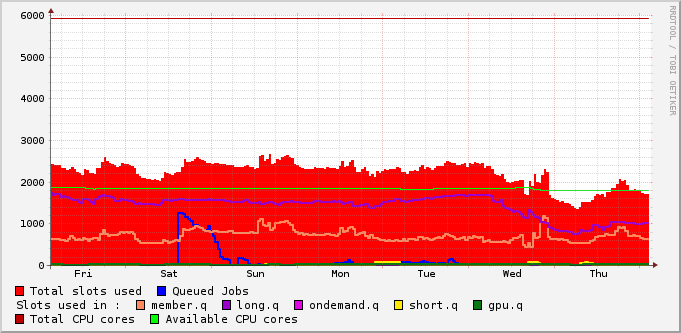 6000
5000
4000
3000
2000
1000
0
Fri Sat Sun Mon Tue Wed Thu
Total slots used Queued Jobs
Slots used in : member.q long.q ondemand.q short.q gpu.q
Total CPU cores Available CPU cores
RRDTOOL / TOBI OETIKER